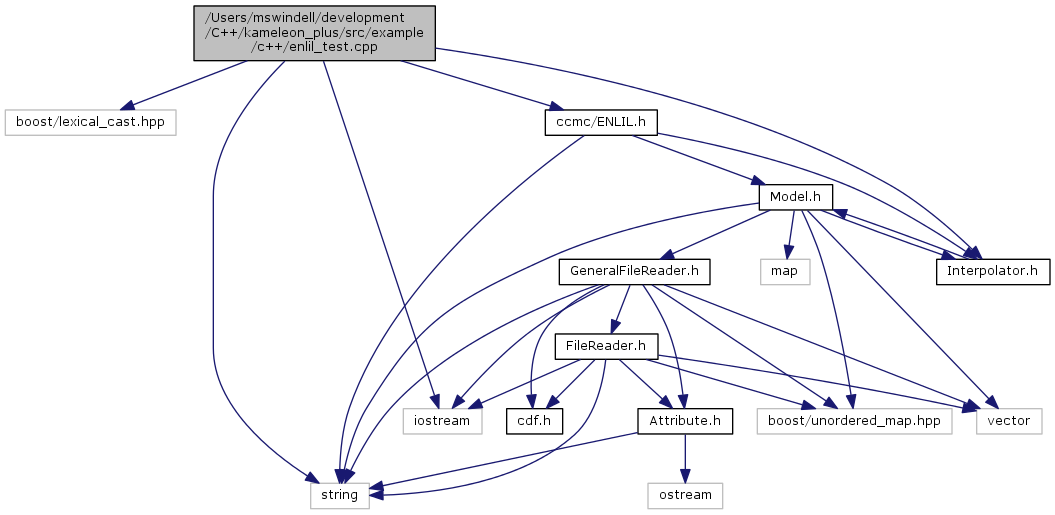 /Users/mswindell/development
/C++/kameleon_plus/src/example
/c++/enlil_test.cpp
boost/lexical_cast.hpp
ccmc/ENLIL.h
Model.h
GeneralFileReader.h
map
Interpolator.h
FileReader.h
iostream
cdf.h
Attribute.h
boost/unordered_map.hpp
vector
string
ostream